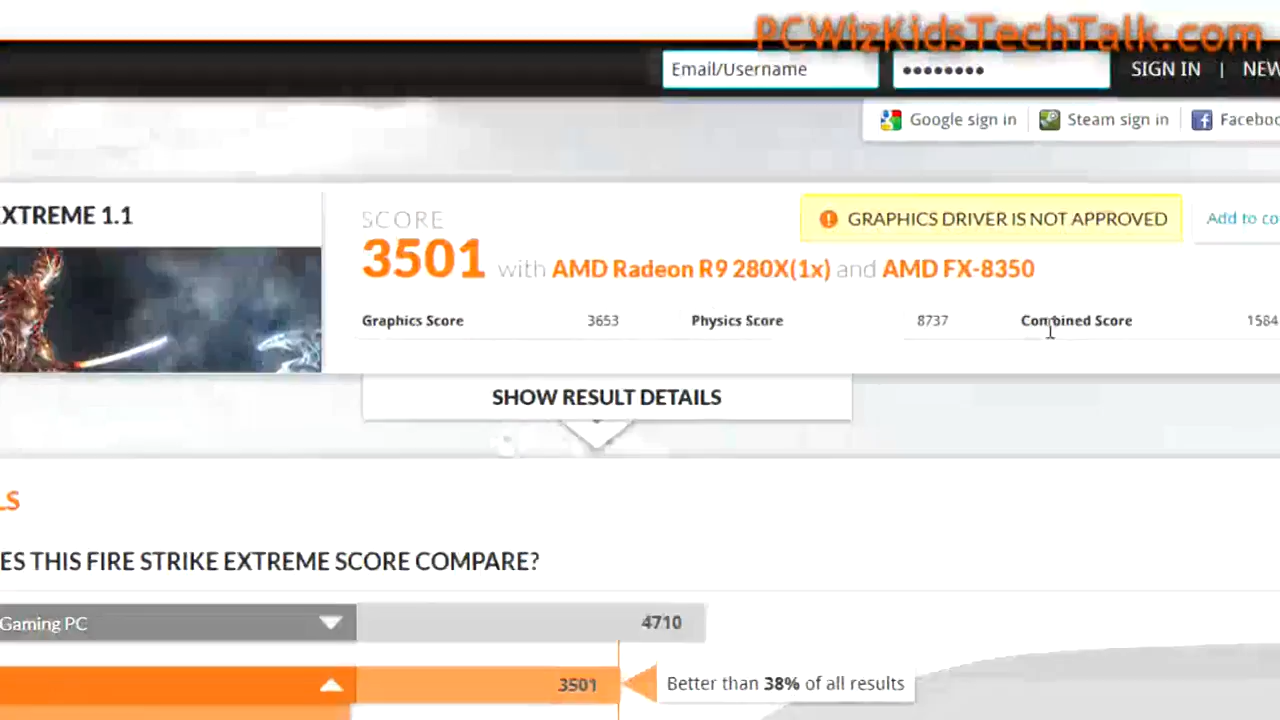 PCWizKidsTechTalk.com
Email/Username
SIGN IN | NEW
Google sign in
Steam sign in
Faceboo
XTREME 1.1
SCORE
GRAPHICS DRIVER IS NOT APPROVED
Add to co
3501 with AMD Radeon R9 280X(1x) and AMD FX-8350
Graphics Score 3653 Physics Score 8737 Combined Score 1584
SHOW RESULT DETAILS
LS
ES THIS FIRE STRIKE EXTREME SCORE COMPARE?
Gaming PC 4710
3501 Better than 38% of all results